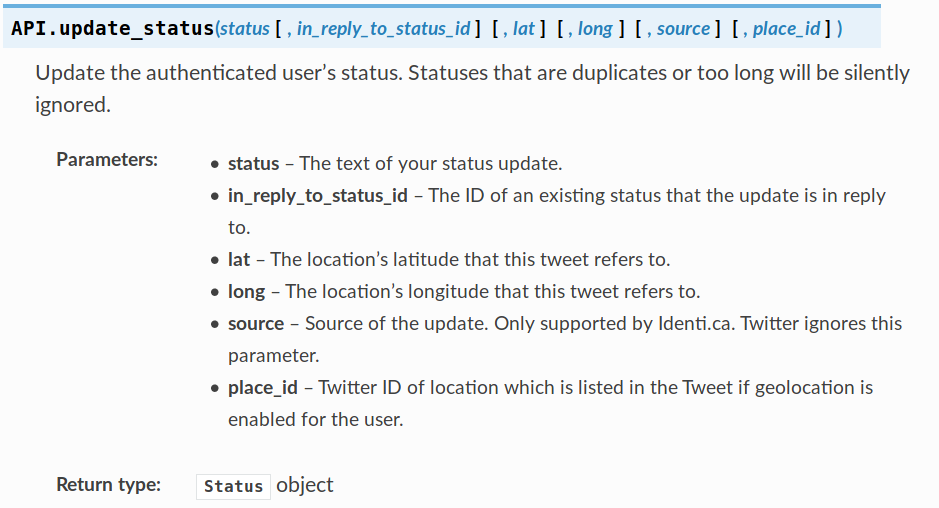 API.update_status(status [ , in_reply_to_status_id ] [ , lat ] [ , long ] [ , source ] [ , place_id ] )
Update the authenticated user's status. Statuses that are duplicates or too long will be silently
ignored.
Parameters:
• status – The text of your status update.
• in_reply_to_status_id – The ID of an existing status that the update is in reply
to.
• lat – The location's latitude that this tweet refers to.
• long – The location's longitude that this tweet refers to.
• source – Source of the update. Only supported by Identi.ca. Twitter ignores this
parameter.
• place_id – Twitter ID of location which is listed in the Tweet if geolocation is
enabled for the user.
Return type: Status object